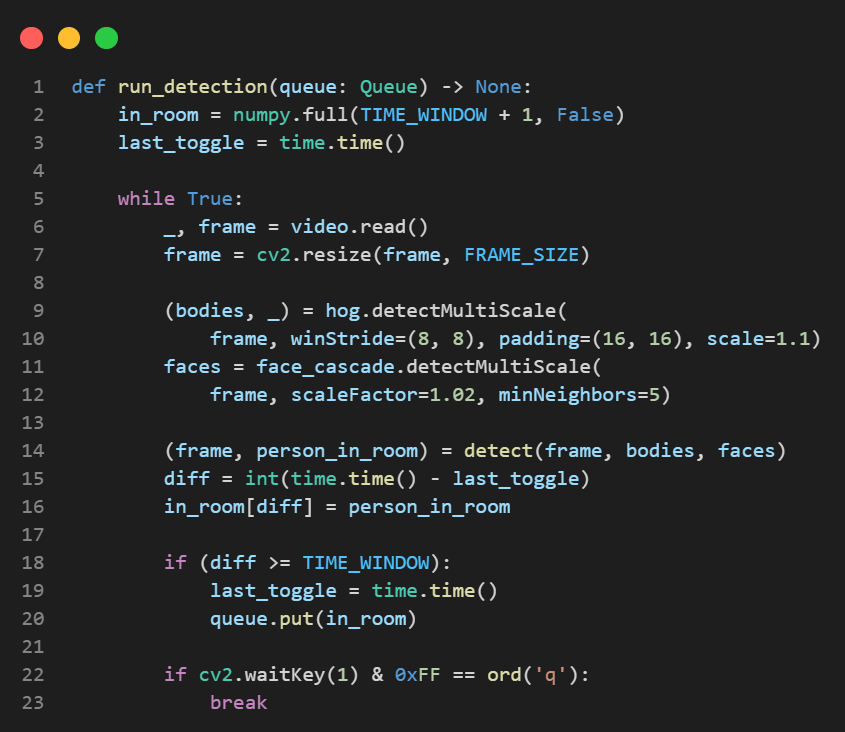 1 def run_detection(queue: Queue) -> None:
2     in_room = numpy.full(TIME_WINDOW + 1, False)
3     last_toggle = time.time()
4
5     while True:
6         _, frame = video.read()
7         frame = cv2.resize(frame, FRAME_SIZE)
8
9         (bodies, _) = hog.detectMultiScale(
10             frame, winStride=(8, 8), padding=(16, 16), scale=1.1)
11         faces = face_cascade.detectMultiScale(
12             frame, scaleFactor=1.02, minNeighbors=5)
13
14         (frame, person_in_room) = detect(frame, bodies, faces)
15         diff = int(time.time() - last_toggle)
16         in_room[diff] = person_in_room
17
18         if (diff >= TIME_WINDOW):
19             last_toggle = time.time()
20             queue.put(in_room)
21
22         if cv2.waitKey(1) & 0xFF == ord('q'):
23             break